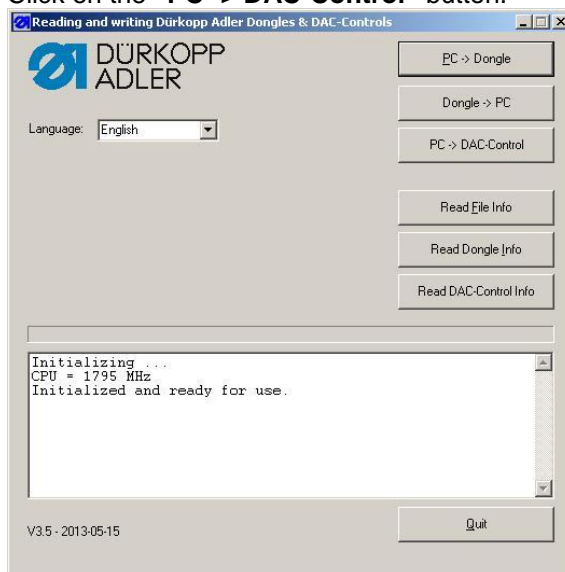 Click on the "PC -> DAC-Control" button.
Reading and writing Dürkopp Adler Dongles & DAC-Controls
DÜRKOPP
ADLER
Language: English
PC -> Dongle
Dongle -> PC
PC -> DAC-Control
Read File Info
Read Dongle Info
Read DAC-Control Info
Initializing ...
CPU = 1795 MHz
Initialized and ready for use.
V3.5 - 2013-05-15
Quit